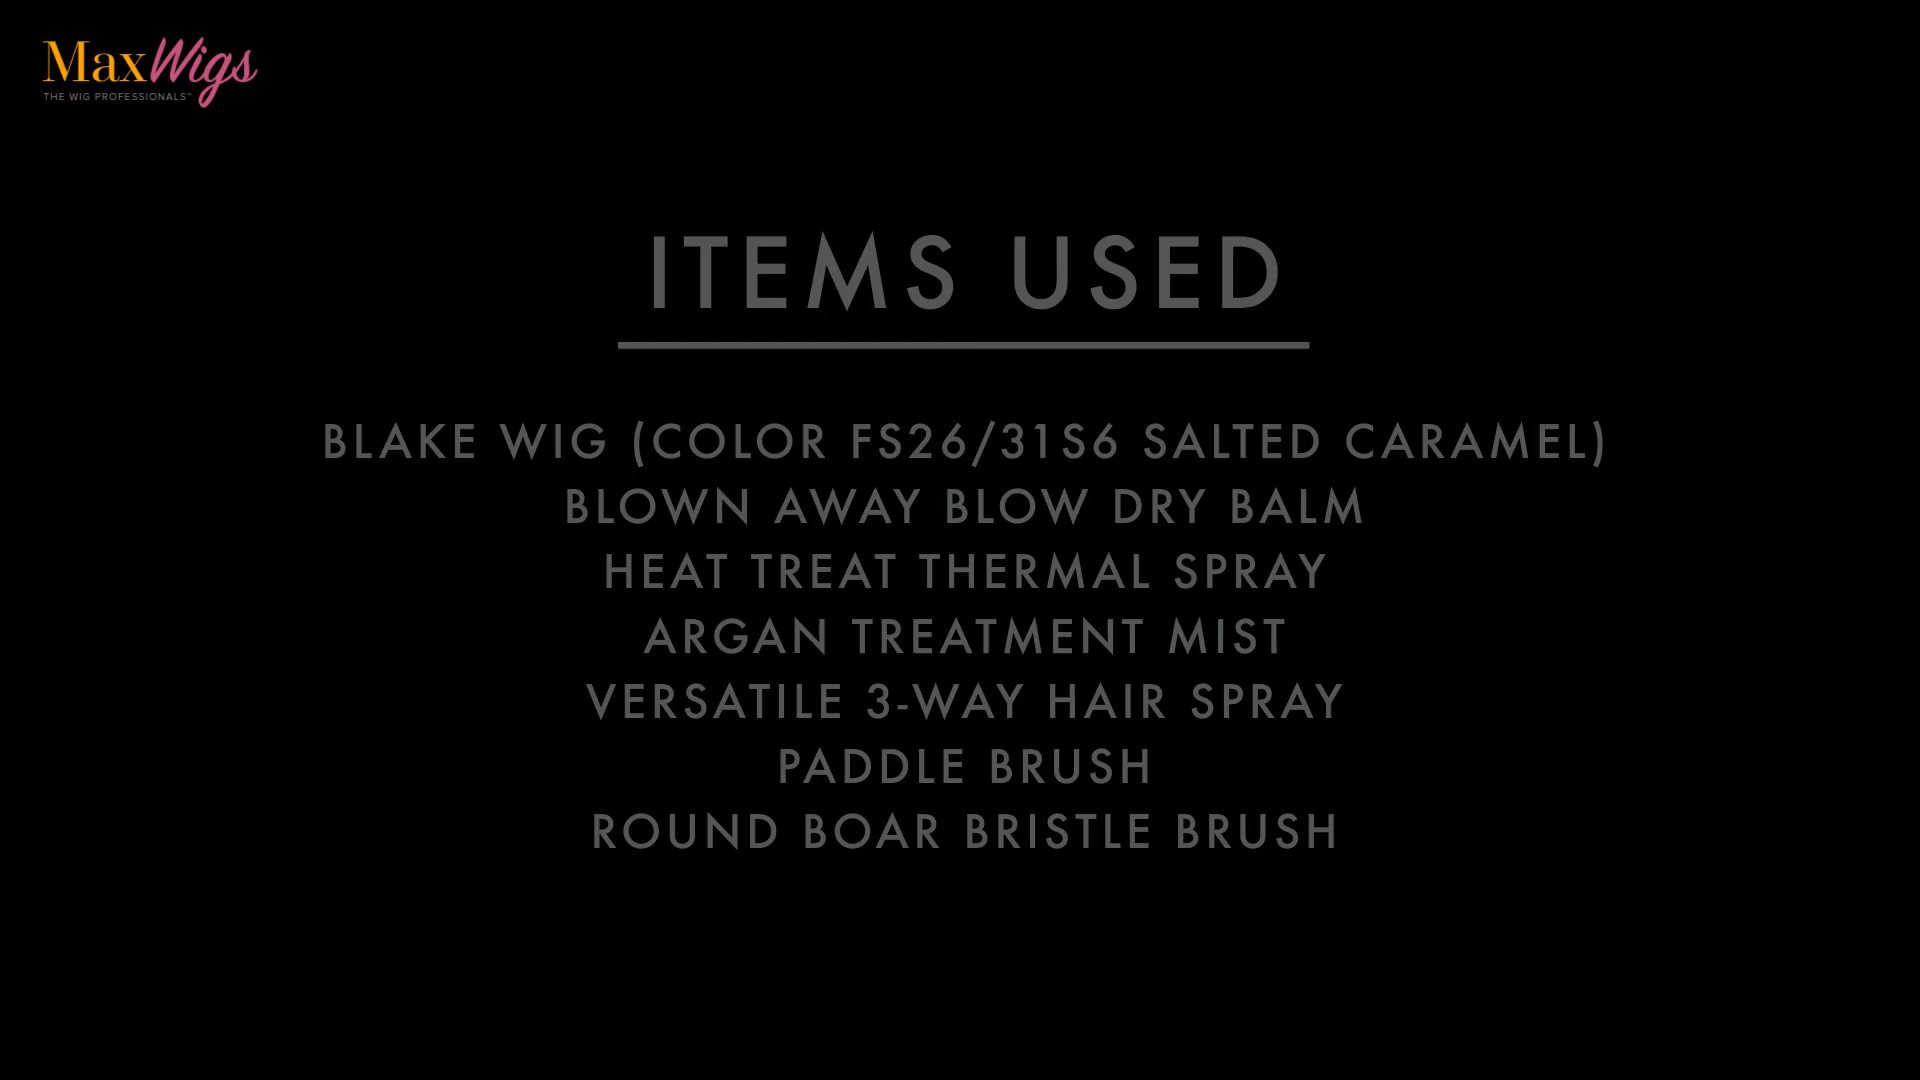 MaxWigs
THE WIG PROFESSIONALS™
ITEMS USED
BLAKE WIG (COLOR FS26/31S6 SALTED CARAMEL)
BLOWN AWAY BLOW DRY BALM
HEAT TREAT THERMAL SPRAY
ARGAN TREATMENT MIST
VERSATILE 3-WAY HAIR SPRAY
PADDLE BRUSH
ROUND BOAR BRISTLE BRUSH